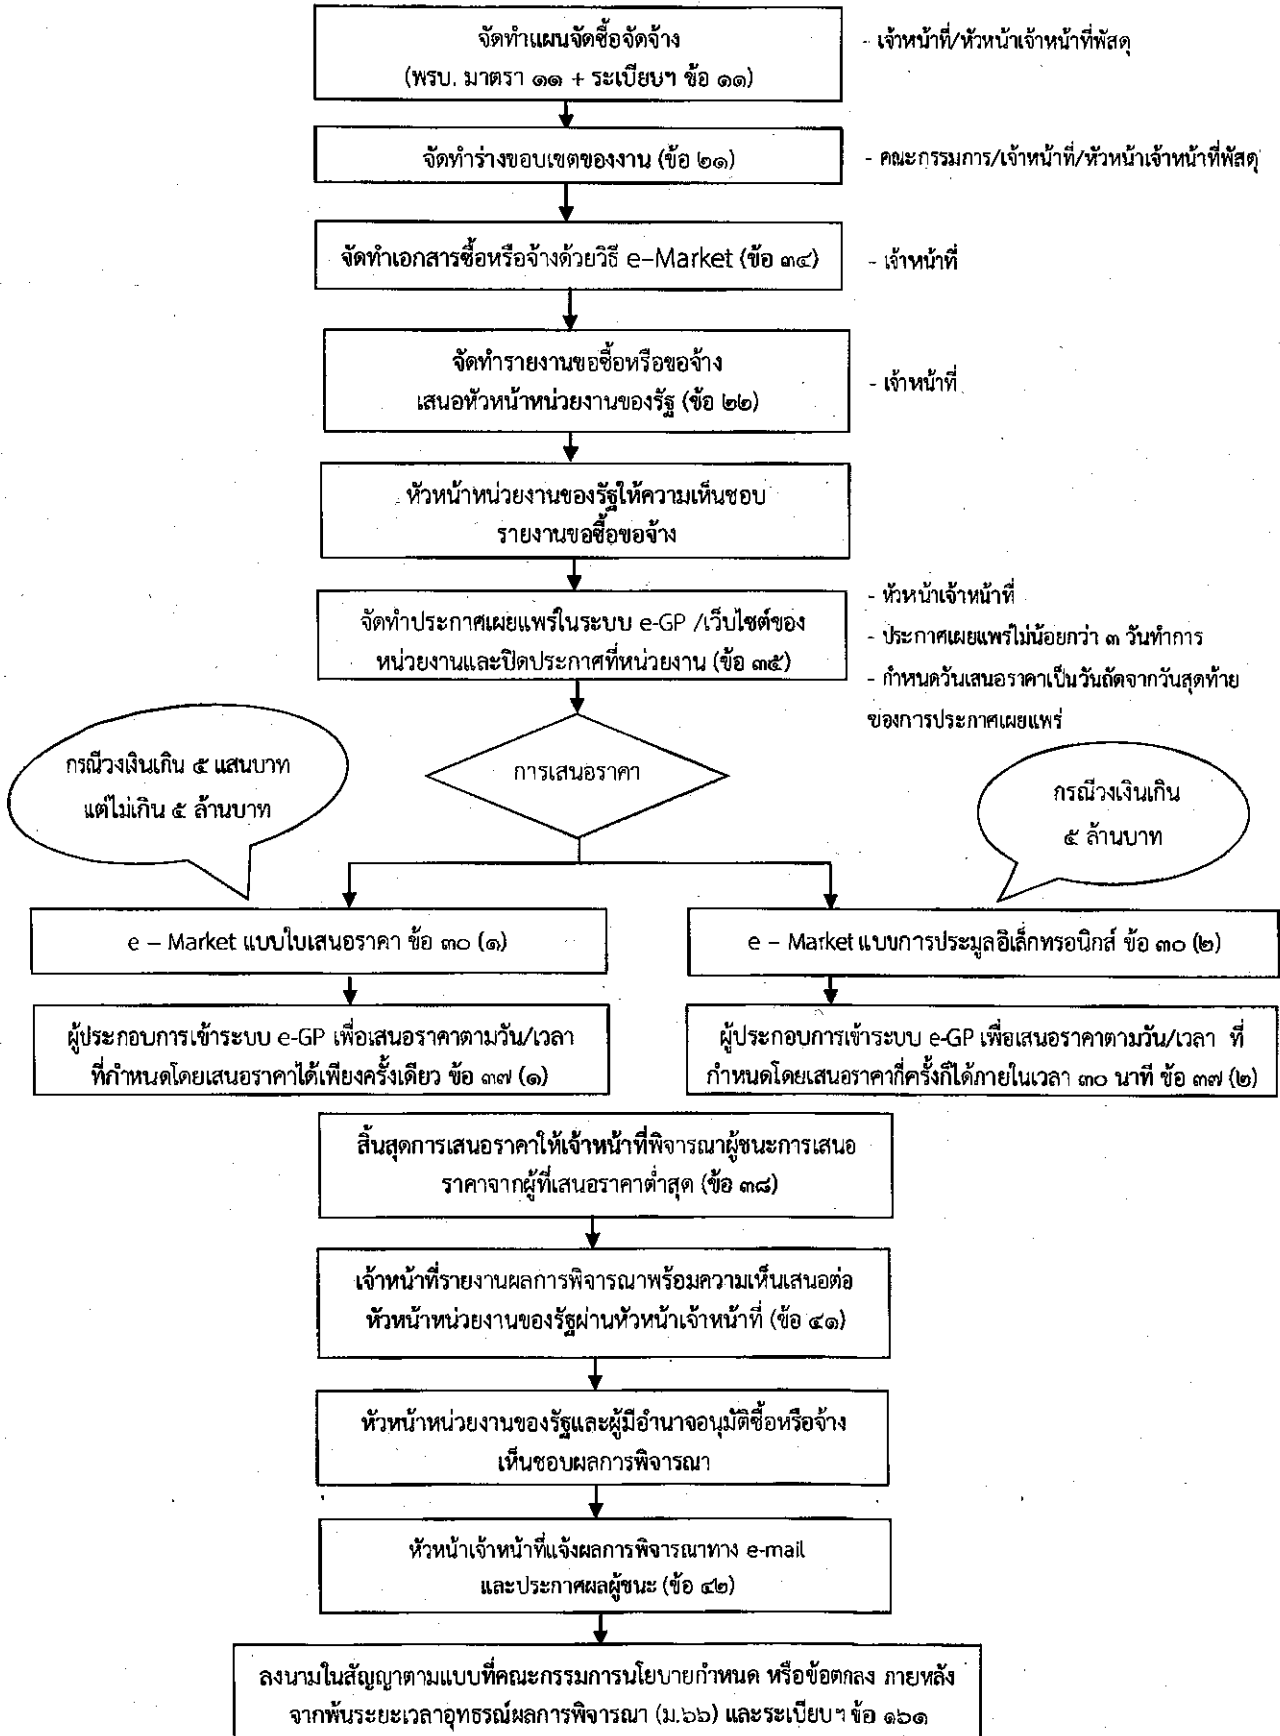 จัดทำแผนจัดซื้อจัดจ้าง
(พรบ. มาตรา ๑๑ + ระเบียบฯ ข้อ ๑๑)
- เจ้าหน้าที่/หัวหน้าเจ้าหน้าที่พัสดุ
จัดทำร่างขอบเขตของงาน (ข้อ ๒๑)
- คณะกรรมการ/เจ้าหน้าที่/หัวหน้าเจ้าหน้าที่พัสดุ
จัดทำเอกสารซื้อหรือจ้างด้วยวิธี e–Market (ข้อ ๓๔)
- เจ้าหน้าที่
จัดทำรายงานขอซื้อหรือขอจ้าง
เสนอหัวหน้าหน่วยงานของรัฐ (ข้อ ๒๒)
- เจ้าหน้าที่
หัวหน้าหน่วยงานของรัฐให้ความเห็นชอบ
รายงานขอซื้อขอจ้าง
จัดทำประกาศเผยแพร่ในระบบ e-GP /เว็บไซต์ของ
หน่วยงานและปิดประกาศที่หน่วยงาน (ข้อ ๓๕)
- หัวหน้าเจ้าหน้าที่
- ประกาศเผยแพร่ไม่น้อยกว่า ๓ วันทำการ
- กำหนดวันเสนอราคาเป็นวันถัดจากวันสุดท้าย
ของการประกาศเผยแพร่
กรณีวงเงินเกิน ๕ แสนบาท
แต่ไม่เกิน ๕ ล้านบาท
การเสนอราคา
กรณีวงเงินเกิน
๕ ล้านบาท
e – Market แบบใบเสนอราคา ข้อ ๓๐ (๑)
e – Market แบบการประมูลอิเล็กทรอนิกส์ ข้อ ๓๐ (๒)
ผู้ประกอบการเข้าระบบ e-GP เพื่อเสนอราคาตามวัน/เวลา
ที่กำหนดโดยเสนอราคาได้เพียงครั้งเดียว ข้อ ๓๗ (๑)
ผู้ประกอบการเข้าระบบ e-GP เพื่อเสนอราคาตามวัน/เวลา ที่
กำหนดโดยเสนอราคากี่ครั้งก็ได้ภายในเวลา ๓๐ นาที ข้อ ๓๗ (๒)
สิ้นสุดการเสนอราคาให้เจ้าหน้าที่พิจารณาผู้ชนะการเสนอ
ราคาจากผู้ที่เสนอราคาต่ำสุด (ข้อ ๓๘)
เจ้าหน้าที่รายงานผลการพิจารณาพร้อมความเห็นเสนอต่อ
หัวหน้าหน่วยงานของรัฐผ่านหัวหน้าเจ้าหน้าที่ (ข้อ ๔๑)
หัวหน้าหน่วยงานของรัฐและผู้มีอำนาจอนุมัติซื้อหรือจ้าง
เห็นชอบผลการพิจารณา
หัวหน้าเจ้าหน้าที่แจ้งผลการพิจารณาทาง e-mail
และประกาศผลผู้ชนะ (ข้อ ๔๒)
ลงนามในสัญญาตามแบบที่คณะกรรมการนโยบายกำหนด หรือข้อตกลง ภายหลัง
จากพ้นระยะเวลาอุทธรณ์ผลการพิจารณา (ม.๖๖) และระเบียบฯ ข้อ ๑๖๑